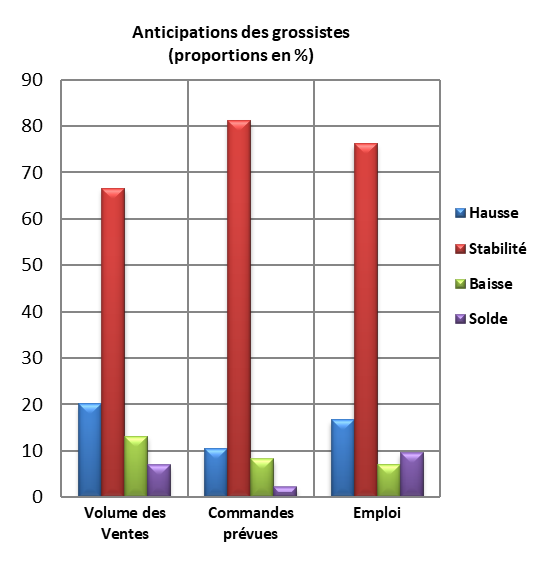 Anticipations des grossistes
(proportions en %)
90
80
70
60
50
40
30
20
10
0
Volume des
Ventes
Commandes
prévues
Emploi
Hausse
Stabilité
Baisse
Solde